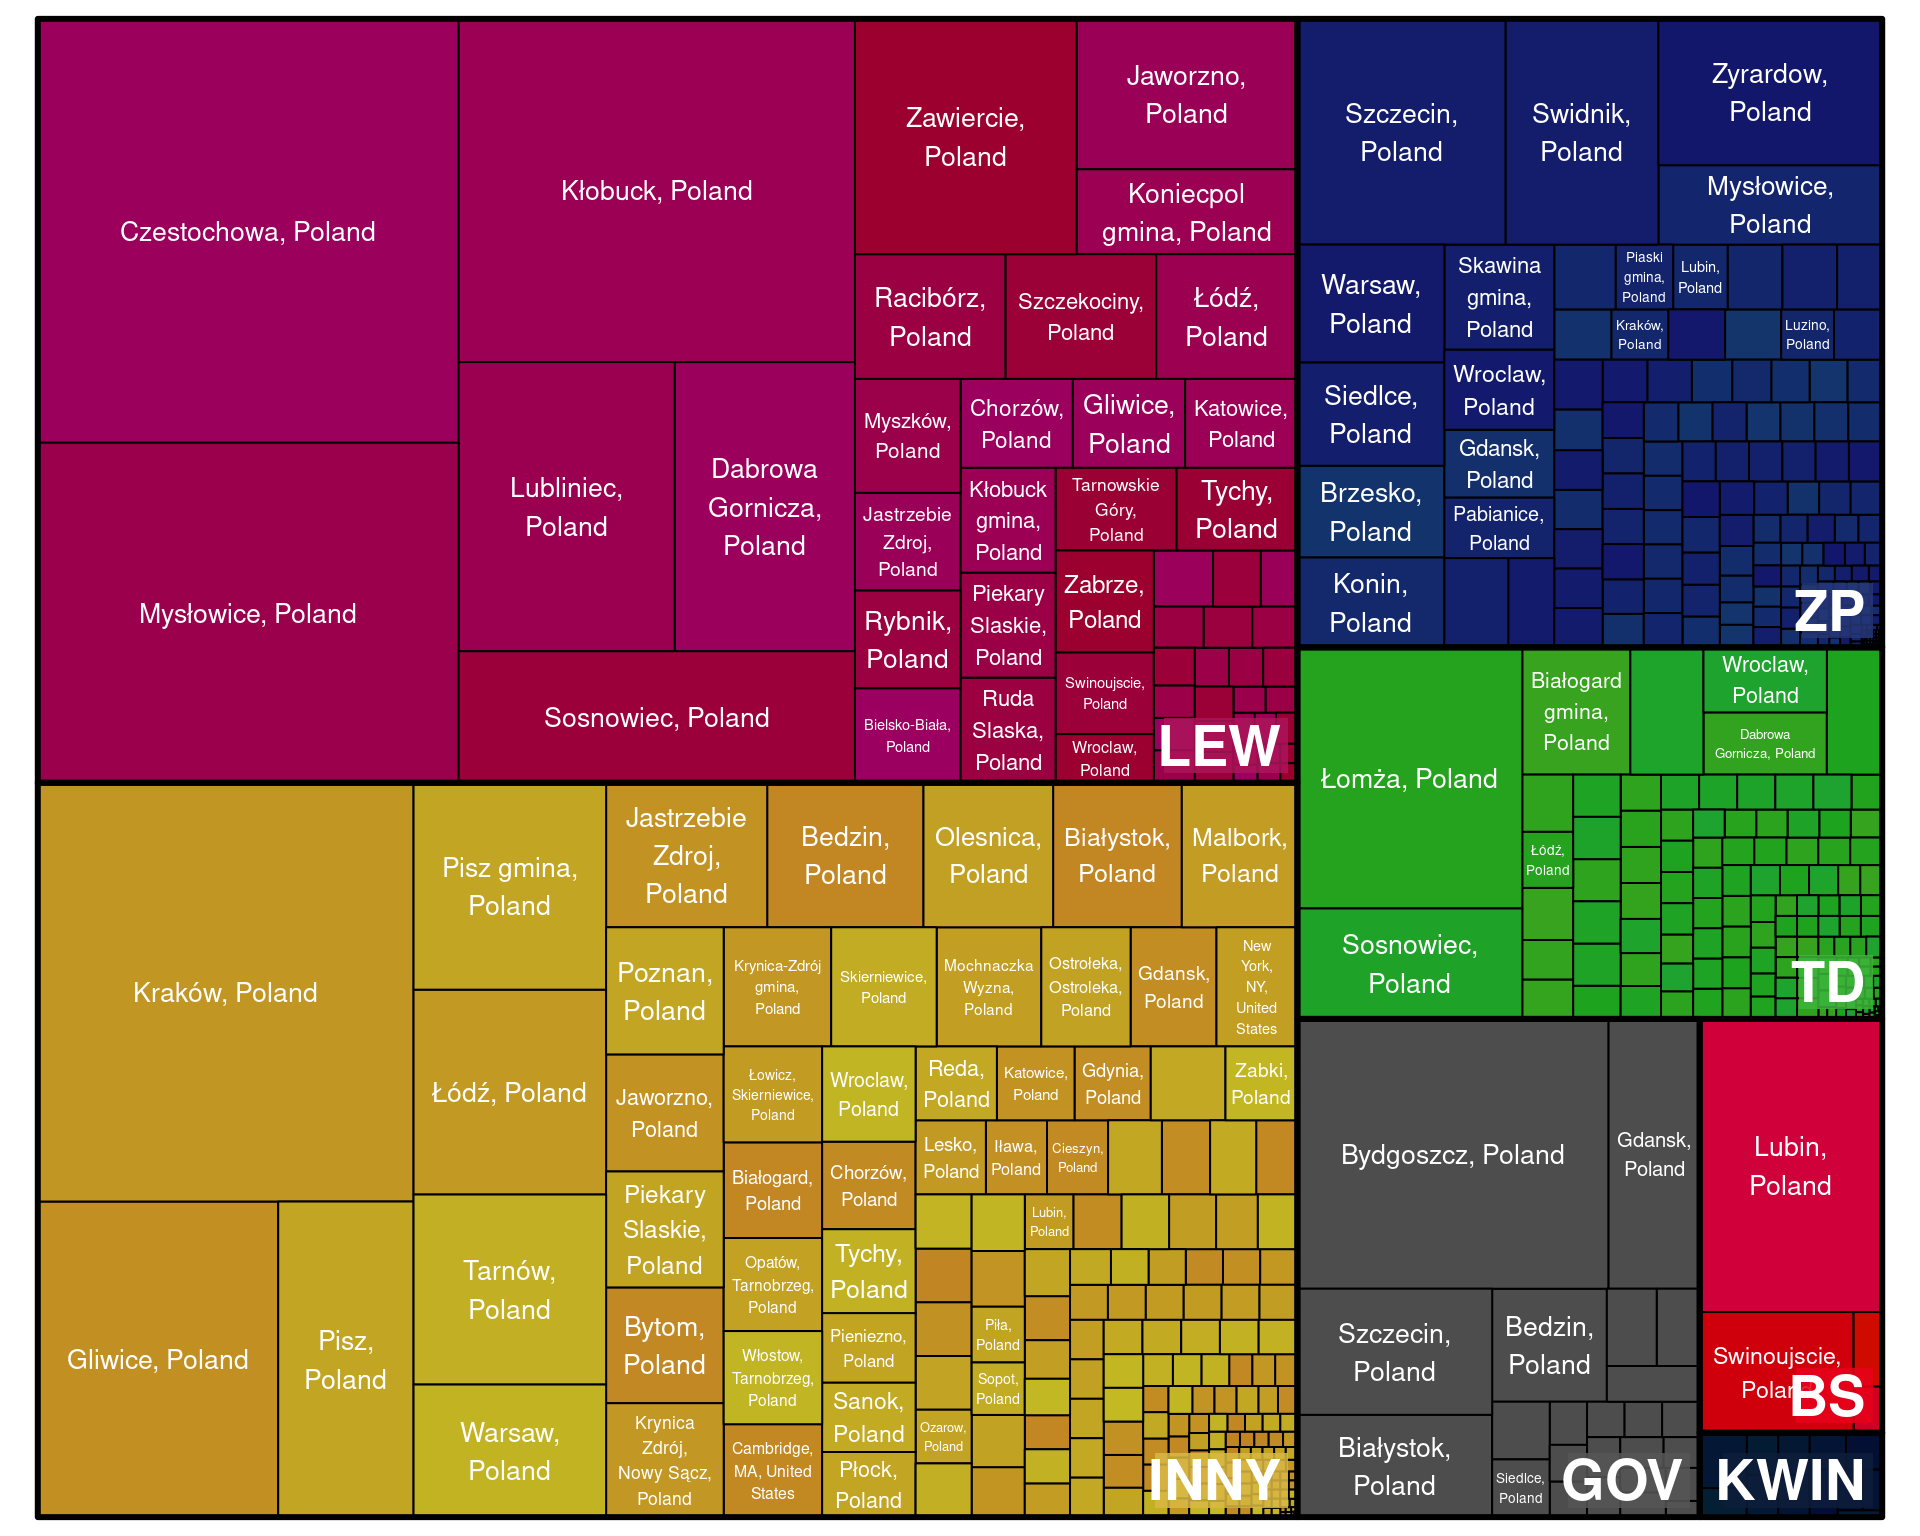 Czestochowa, Poland
Mysłowice, Poland
Kłobuck, Poland
Lubliniec,
Poland
Dabrowa
Gornicza,
Poland
Sosnowiec, Poland
Zawiercie,
Poland
Jaworzno,
Poland
Koniecpol
gmina, Poland
Racibórz,
Poland
Szczekociny,
Poland
Łódź,
Poland
Myszków,
Poland
Jastrzebie
Zdroj,
Poland
Rybnik,
Poland
Bielsko-Biała,
Poland
Chorzów,
Poland
Gliwice,
Poland
Katowice,
Poland
Kłobuck
gmina,
Poland
Piekary
Slaskie,
Poland
Ruda
Slaska,
Poland
Tarnowskie
Góry,
Poland
Tychy,
Poland
Zabrze,
Poland
Swinoujscie,
Poland
Wroclaw,
Poland
LEW
Szczecin,
Poland
Swidnik,
Poland
Zyrardow,
Poland
Mysłowice,
Poland
Warsaw,
Poland
Siedlce,
Poland
Brzesko,
Poland
Konin,
Poland
Skawina
gmina,
Poland
Wroclaw,
Poland
Gdansk,
Poland
Pabianice,
Poland
Piaski
gmina,
Poland
Lubin,
Poland
Kraków,
Poland
Luzino,
Poland
ZP
Łomża, Poland
Sosnowiec,
Poland
Białogard
gmina,
Poland
Wroclaw,
Poland
Dabrowa
Gornicza, Poland
Łódź,
Poland
TD
Kraków, Poland
Gliwice, Poland
Pisz,
Poland
Pisz gmina,
Poland
Łódź, Poland
Tarnów,
Poland
Warsaw,
Poland
Jastrzebie
Zdroj,
Poland
Bedzin,
Poland
Olesnica,
Poland
Białystok,
Poland
Malbork,
Poland
Poznan,
Poland
Jaworzno,
Poland
Piekary
Slaskie,
Poland
Bytom,
Poland
Krynica
Zdrój,
Nowy Sącz,
Poland
Krynica-Zdrój
gmina,
Poland
Skierniewice,
Poland
Mochnaczka
Wyzna,
Poland
Ostrołeka,
Ostroleka,
Poland
Gdansk,
Poland
New
York,
NY,
United
States
Łowicz,
Skierniewice,
Poland
Białogard,
Poland
Opatów,
Tarnobrzeg,
Poland
Włostow,
Tarnobrzeg,
Poland
Cambridge,
MA, United
States
Wroclaw,
Poland
Chorzów,
Poland
Tychy,
Poland
Pieniezno,
Poland
Sanok,
Poland
Płock,
Poland
Reda,
Poland
Katowice,
Poland
Gdynia,
Poland
Zabki,
Poland
Lesko,
Poland
Iława,
Poland
Cieszyn,
Poland
Lubin,
Poland
Piła,
Poland
Sopot,
Poland
Ozarow,
Poland
INNY
Bydgoszcz, Poland
Gdansk,
Poland
Szczecin,
Poland
Białystok,
Poland
Bedzin,
Poland
Siedlce,
Poland
GOV
Lubin,
Poland
Swinoujscie,
Poland
BS
KWIN